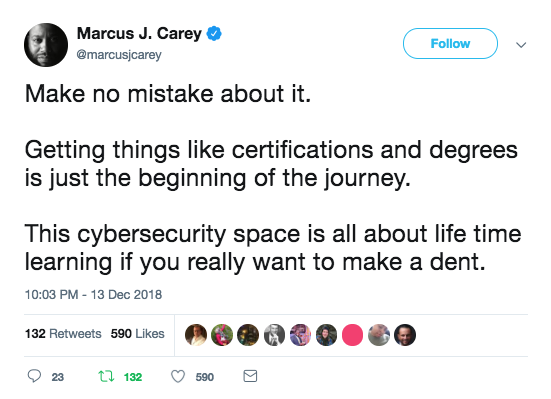 Marcus J. Carey
@marcusjcarey
Follow
Make no mistake about it.
Getting things like certifications and degrees
is just the beginning of the journey.
This cybersecurity space is all about life time
learning if you really want to make a dent.
10:03 PM - 13 Dec 2018
132 Retweets 590 Likes
23 132 590